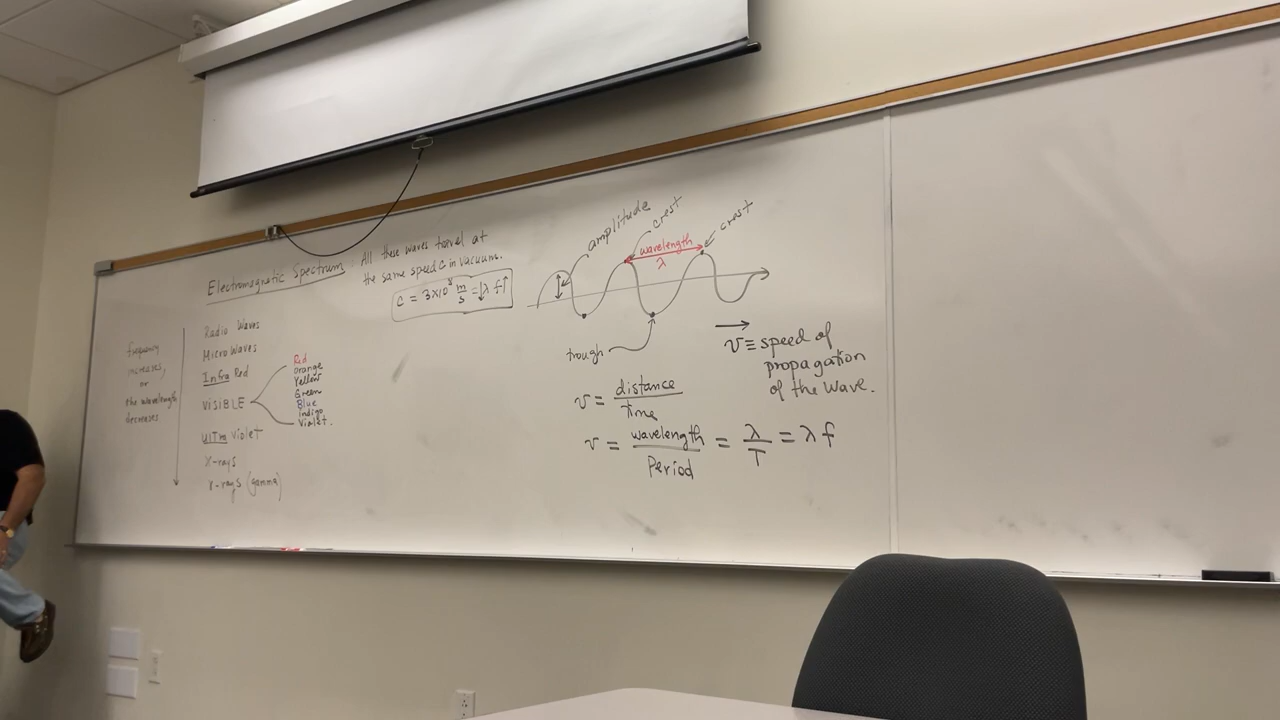 Electromagnetic Spectrum : All these waves travel at
the same speed c in vacuum.
c = 3×10⁸ m/s = ↓λ f↑
frequency
increases,
or
the wavelength
decreases
Radio Waves
Micro Waves
Infra Red
VISIBLE
Red
Orange
Yellow
Green
Blue
Indigo
Violet.
UlTra Violet
X-rays
γ-rays (gamma)
amplitude
crest
crest
wavelength
λ
trough
v ≡ speed of
propagation
of the wave.
v = distance / time
v = wavelength / Period = λ / T = λ f